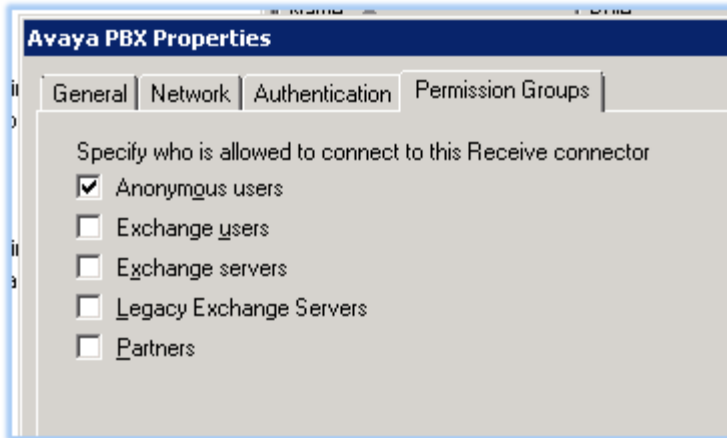 Avaya PBX Properties
General
Network
Authentication
Permission Groups
Specify who is allowed to connect to this Receive connector
Anonymous users
Exchange users
Exchange servers
Legacy Exchange Servers
Partners